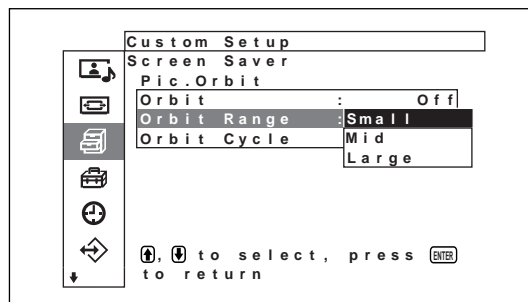 Custom Setup
Screen Saver
Pic.Orbit
Orbit : Off
Orbit Range : Small
Orbit Cycle Mid
Large
, to select, press ENTER
to return